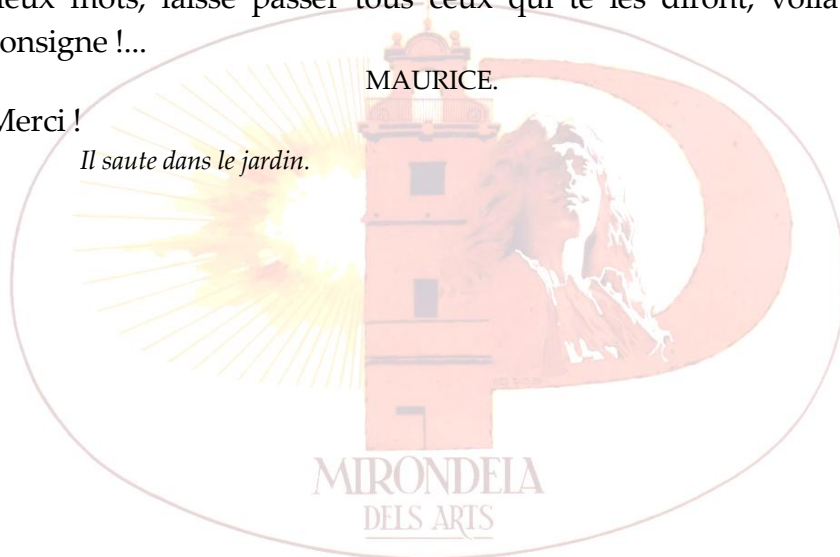 deux mots, laisse passer tous ceux qui te les diront, voilà
consigne !...
MAURICE.
Merci !
Il saute dans le jardin.
MIRONDELA
DELS ARTS